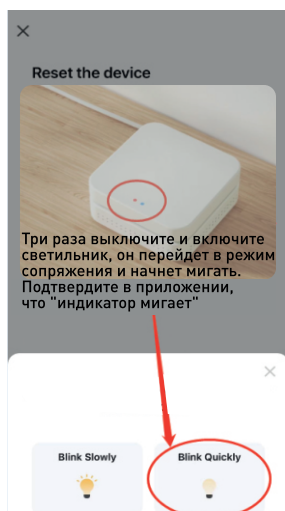 Reset the device
Три раза выключите и включите
светильник, он перейдет в режим
сопряжения и начнет мигать.
Подтвердите в приложении,
что "индикатор мигает"
Blink Slowly
Blink Quickly